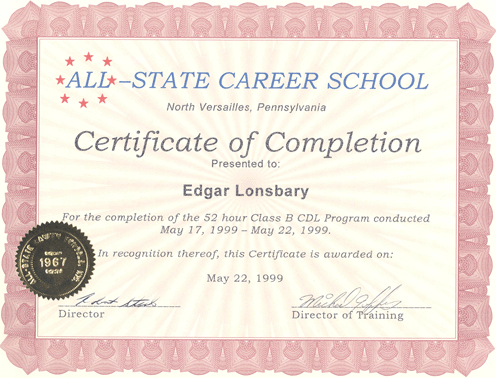 ALL-STATE CAREER SCHOOL
North Versailles, Pennsylvania
Certificate of Completion
Presented to:
Edgar Lonsbary
For the completion of the 52 hour Class B CDL Program conducted
May 17, 1999 – May 22, 1999.
In recognition thereof, this Certificate is awarded on:
1967
May 22, 1999
Director
Director of Training